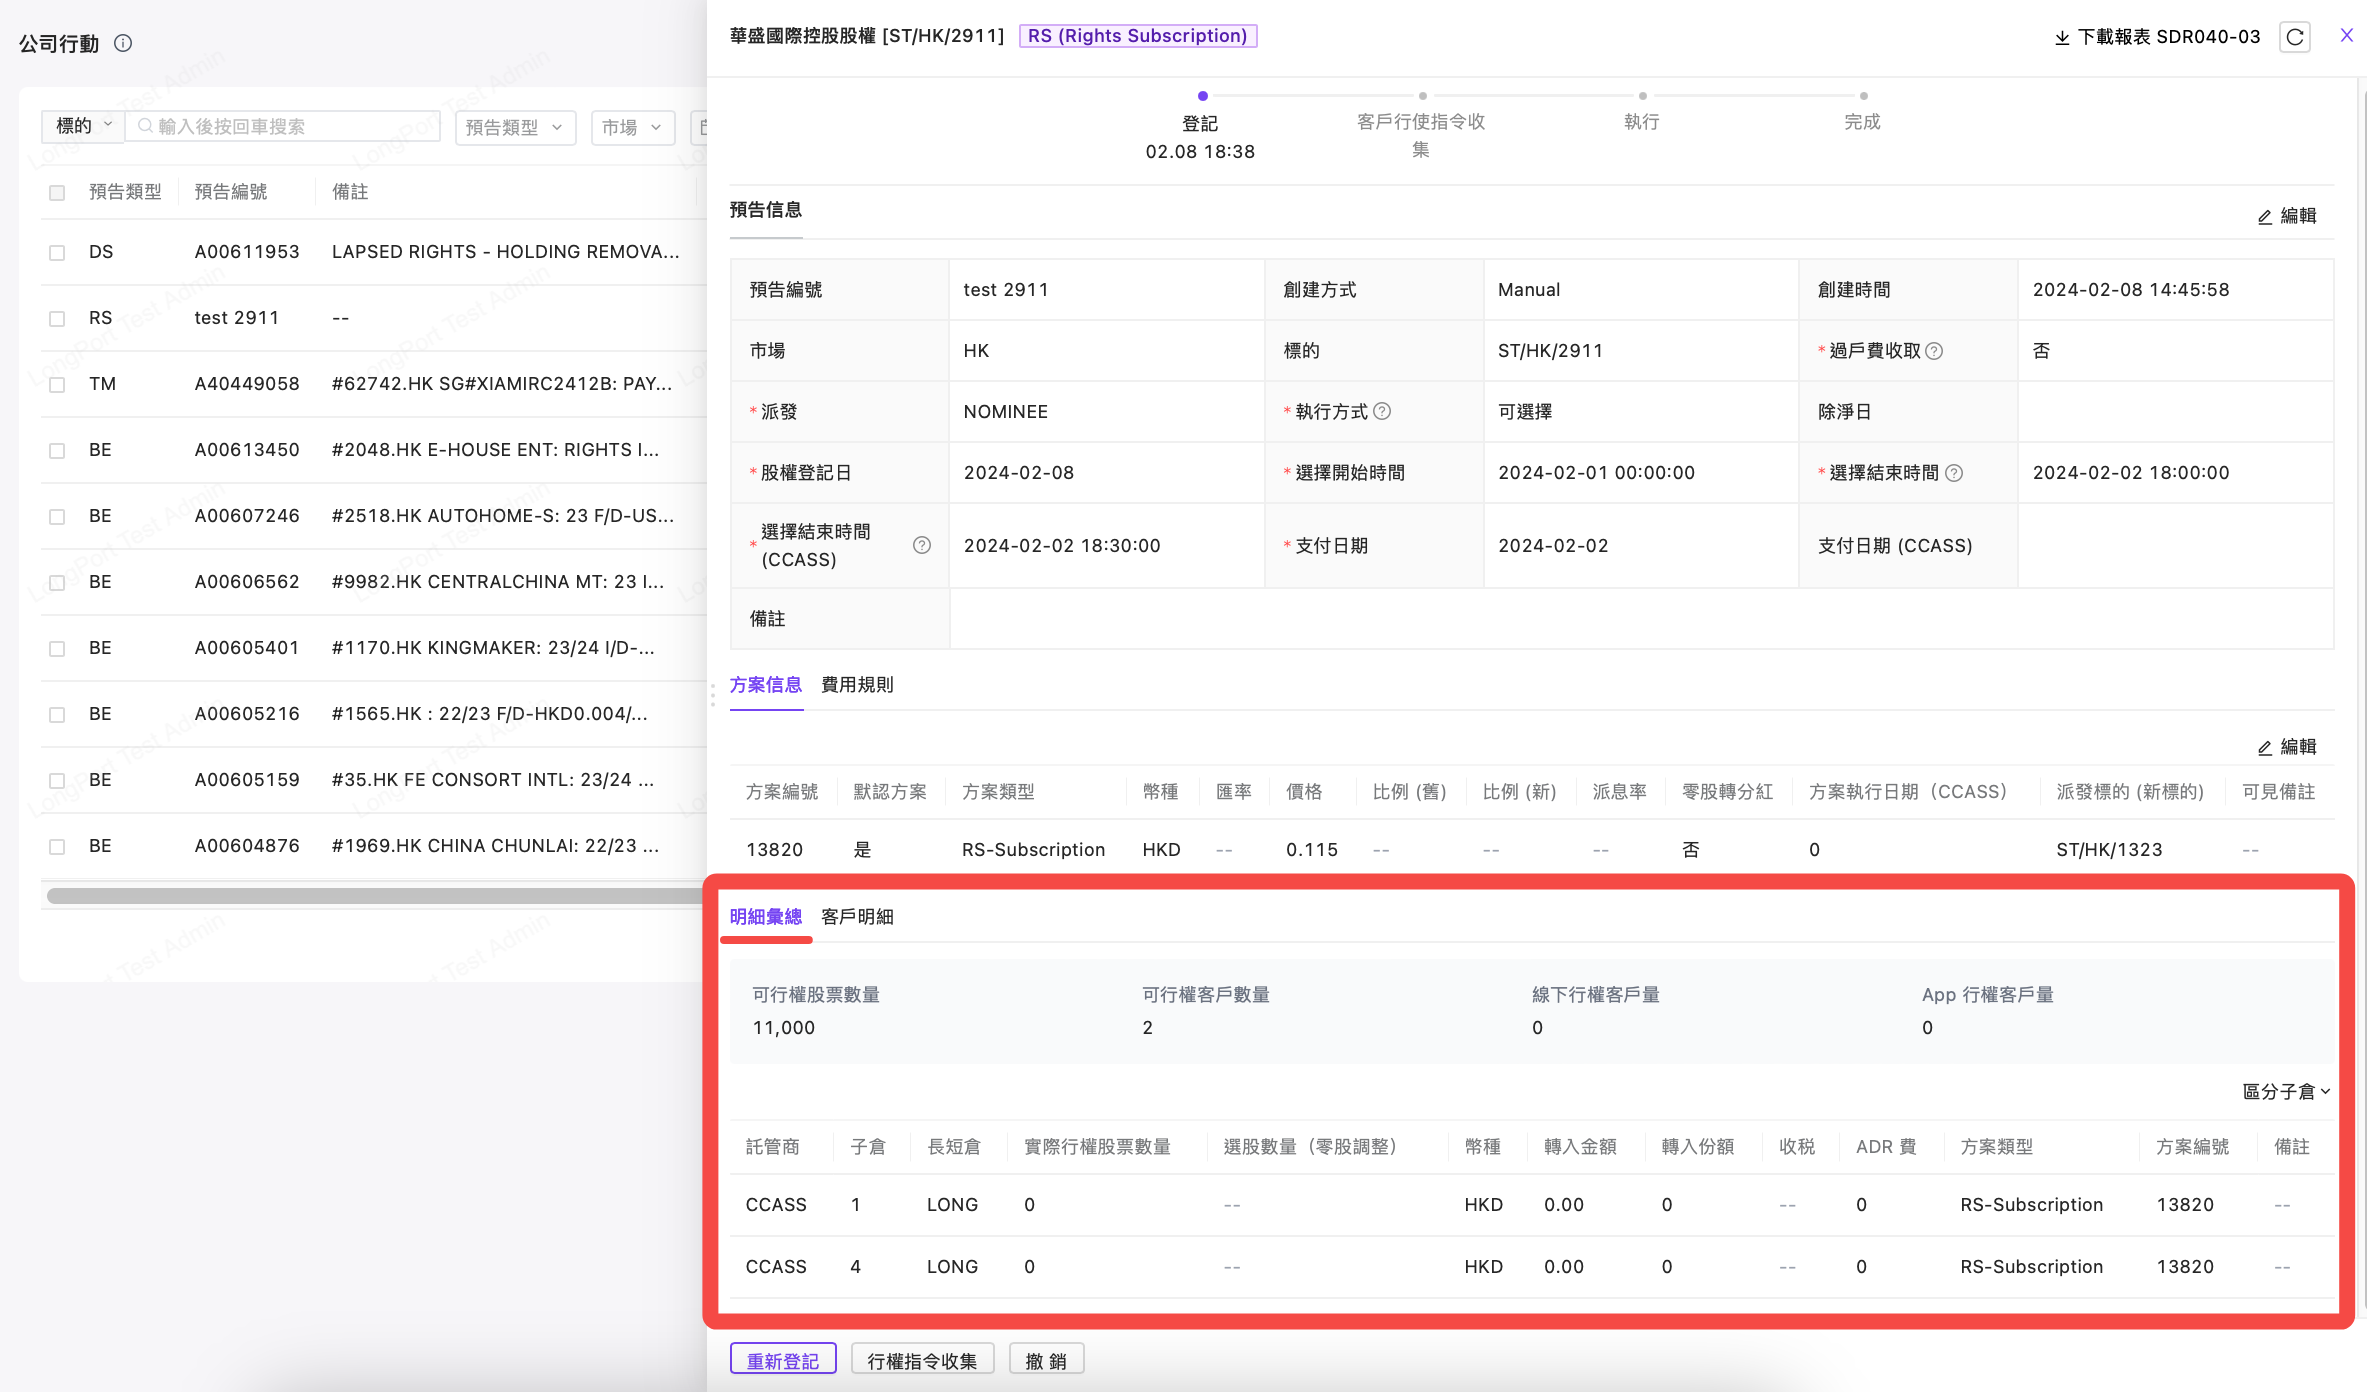 公司行動
標的 輸入後按回車搜索 預告類型 市場
預告類型 預告編號 備註
DS A00611953 LAPSED RIGHTS - HOLDING REMOVA...
RS test 2911 --
TM A40449058 #62742.HK SG#XIAMIRC2412B: PAY...
BE A00613450 #2048.HK E-HOUSE ENT: RIGHTS I...
BE A00607246 #2518.HK AUTOHOME-S: 23 F/D-US...
BE A00606562 #9982.HK CENTRALCHINA MT: 23 I...
BE A00605401 #1170.HK KINGMAKER: 23/24 I/D-...
BE A00605216 #1565.HK : 22/23 F/D-HKD0.004/...
BE A00605159 #35.HK FE CONSORT INTL: 23/24 ...
BE A00604876 #1969.HK CHINA CHUNLAI: 22/23 ...
LongPort Test Admin
華盛國際控股股權 [ST/HK/2911] RS (Rights Subscription) 下載報表 SDR040-03
登記 客戶行使指令收 執行 完成
02.08 18:38 集
預告信息 編輯
預告編號 test 2911 創建方式 Manual 創建時間 2024-02-08 14:45:58
市場 HK 標的 ST/HK/2911 * 過戶費收取 否
* 派發 NOMINEE * 執行方式 可選擇 除淨日
* 股權登記日 2024-02-08 * 選擇開始時間 2024-02-01 00:00:00 * 選擇結束時間 2024-02-02 18:00:00
* 選擇結束時間
(CCASS) 2024-02-02 18:30:00 * 支付日期 2024-02-02 支付日期 (CCASS)
備註
方案信息 費用規則
編輯
方案編號 默認方案 方案類型 幣種 匯率 價格 比例 (舊) 比例 (新) 派息率 零股轉分紅 方案執行日期（CCASS） 派發標的 (新標的) 可見備註
13820 是 RS-Subscription HKD -- 0.115 -- -- -- 否 0 ST/HK/1323 --
明細彙總 客戶明細
可行權股票數量 可行權客戶數量 線下行權客戶量 App 行權客戶量
11,000 2 0 0
區分子倉
託管商 子倉 長短倉 實際行權股票數量 選股數量（零股調整） 幣種 轉入金額 轉入份額 收税 ADR 費 方案類型 方案編號 備註
CCASS 1 LONG 0 -- HKD 0.00 0 -- 0 RS-Subscription 13820 --
CCASS 4 LONG 0 -- HKD 0.00 0 -- 0 RS-Subscription 13820 --
重新登記 行權指令收集 撤 銷